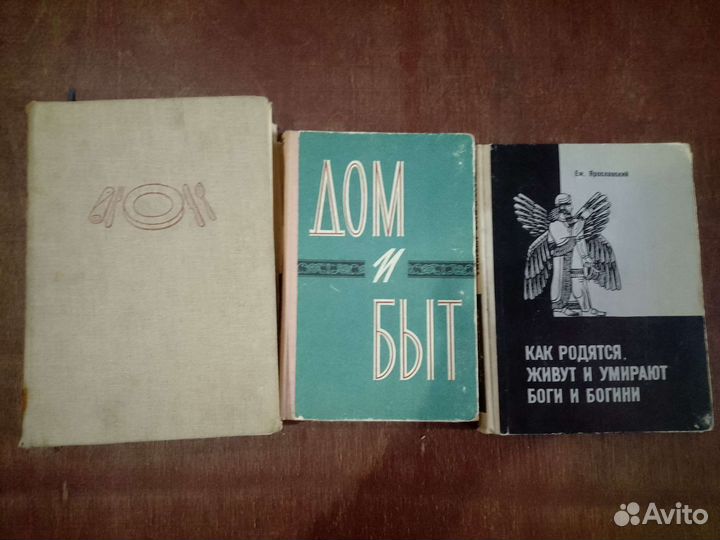 ДОМ
И
БЫТ
Ем. Ярославский
КАК РОДЯТСЯ,
ЖИВУТ И УМИРАЮТ
БОГИ И БОГИНИ
Avito